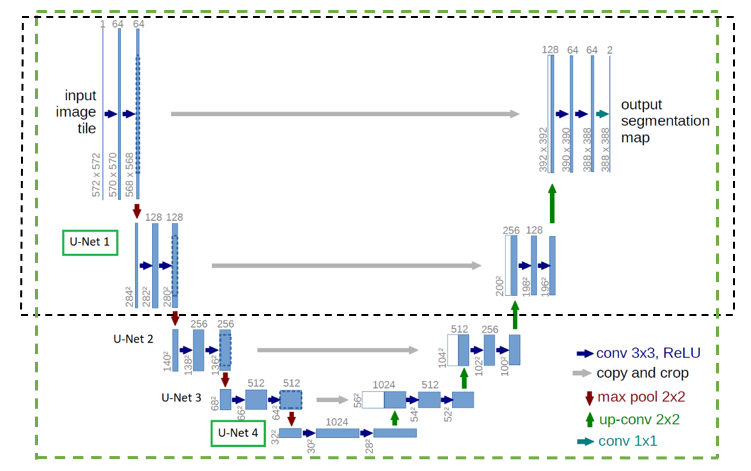 1 64 64
128 64 64 2
input
image
tile
output
segmentation
map
572 x 572
570 x 570
568 x 568
392 x 392
390 x 390
388 x 388
388 x 388
U-Net 1
128 128
256 128
284²
282²
280²
200²
198²
196²
U-Net 2
256 256
512 256
140²
138²
136²
104²
102²
100²
U-Net 3
512 512
1024 512
68²
66²
64²
56²
54²
52²
U-Net 4
1024
32²
30²
28²
conv 3x3, ReLU
copy and crop
max pool 2x2
up-conv 2x2
conv 1x1